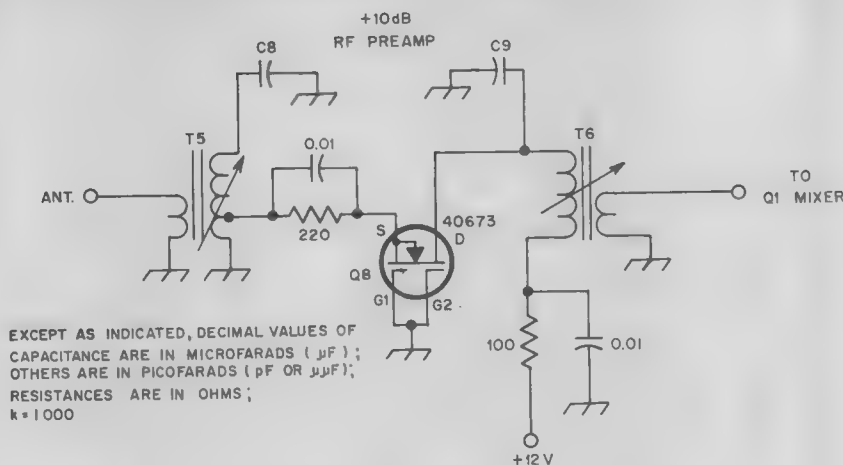 +10dB
RF PREAMP
C8
C9
T5
T6
0.01
ANT.
TO
Q1 MIXER
220
S
40673
D
Q8
G1
G2
EXCEPT AS INDICATED, DECIMAL VALUES OF
CAPACITANCE ARE IN MICROFARADS ( µF ) ;
OTHERS ARE IN PICOFARADS ( pF OR µµF);
RESISTANCES ARE IN OHMS ;
k = 1000
100
0.01
+12V